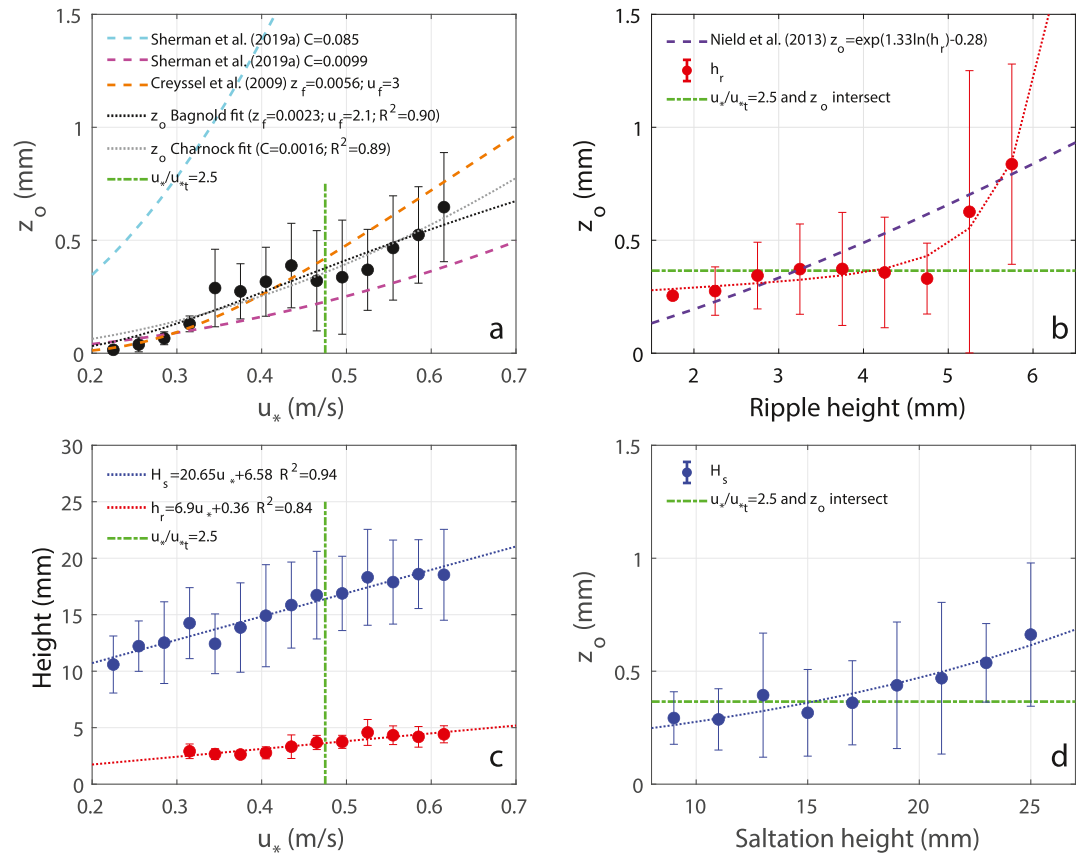 1.5
1
0.5
0
z_o (mm)
Sherman et al. (2019a) C=0.085
Sherman et al. (2019a) C=0.0099
Creyssel et al. (2009) z_f=0.0056; u_f=3
z_o Bagnold fit (z_f=0.0023; u_f=2.1; R^2=0.90)
z_o Charnock fit (C=0.0016; R^2=0.89)
u_*/u_*t=2.5
a
0.2 0.3 0.4 0.5 0.6 0.7
u_* (m/s)
1.5
1
0.5
0
z_o (mm)
Nield et al. (2013) z_o=exp(1.33ln(h_r)-0.28)
h_r
u_*/u_*t=2.5 and z_o intersect
b
2 3 4 5 6
Ripple height (mm)
30
25
20
15
10
5
0
Height (mm)
H_s=20.65u_*+6.58 R^2=0.94
h_r=6.9u_*+0.36 R^2=0.84
u_*/u_*t=2.5
c
0.2 0.3 0.4 0.5 0.6 0.7
u_* (m/s)
1.5
1
0.5
0
z_o (mm)
H_s
u_*/u_*t=2.5 and z_o intersect
d
10 15 20 25
Saltation height (mm)